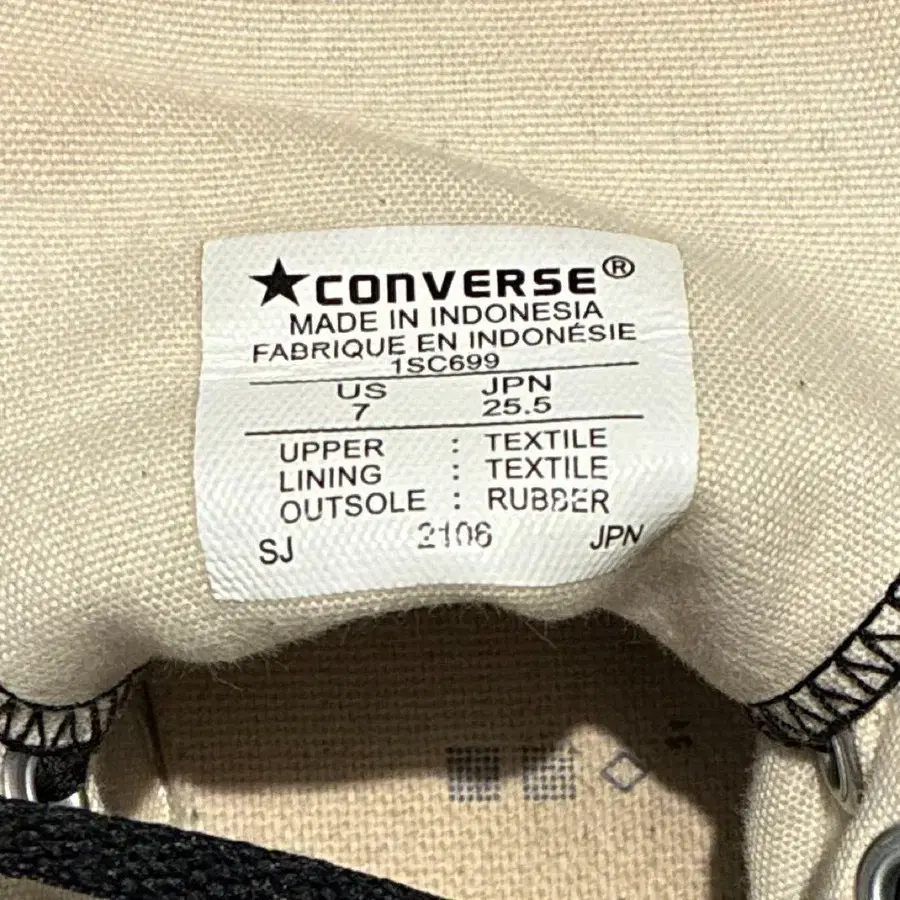 ★CONVERSE®
MADE IN INDONESIA
FABRIQUE EN INDONÉSIE
1SC699
US JPN
7 25.5
UPPER : TEXTILE
LINING : TEXTILE
OUTSOLE : RUBBER
SJ 2106 JPN